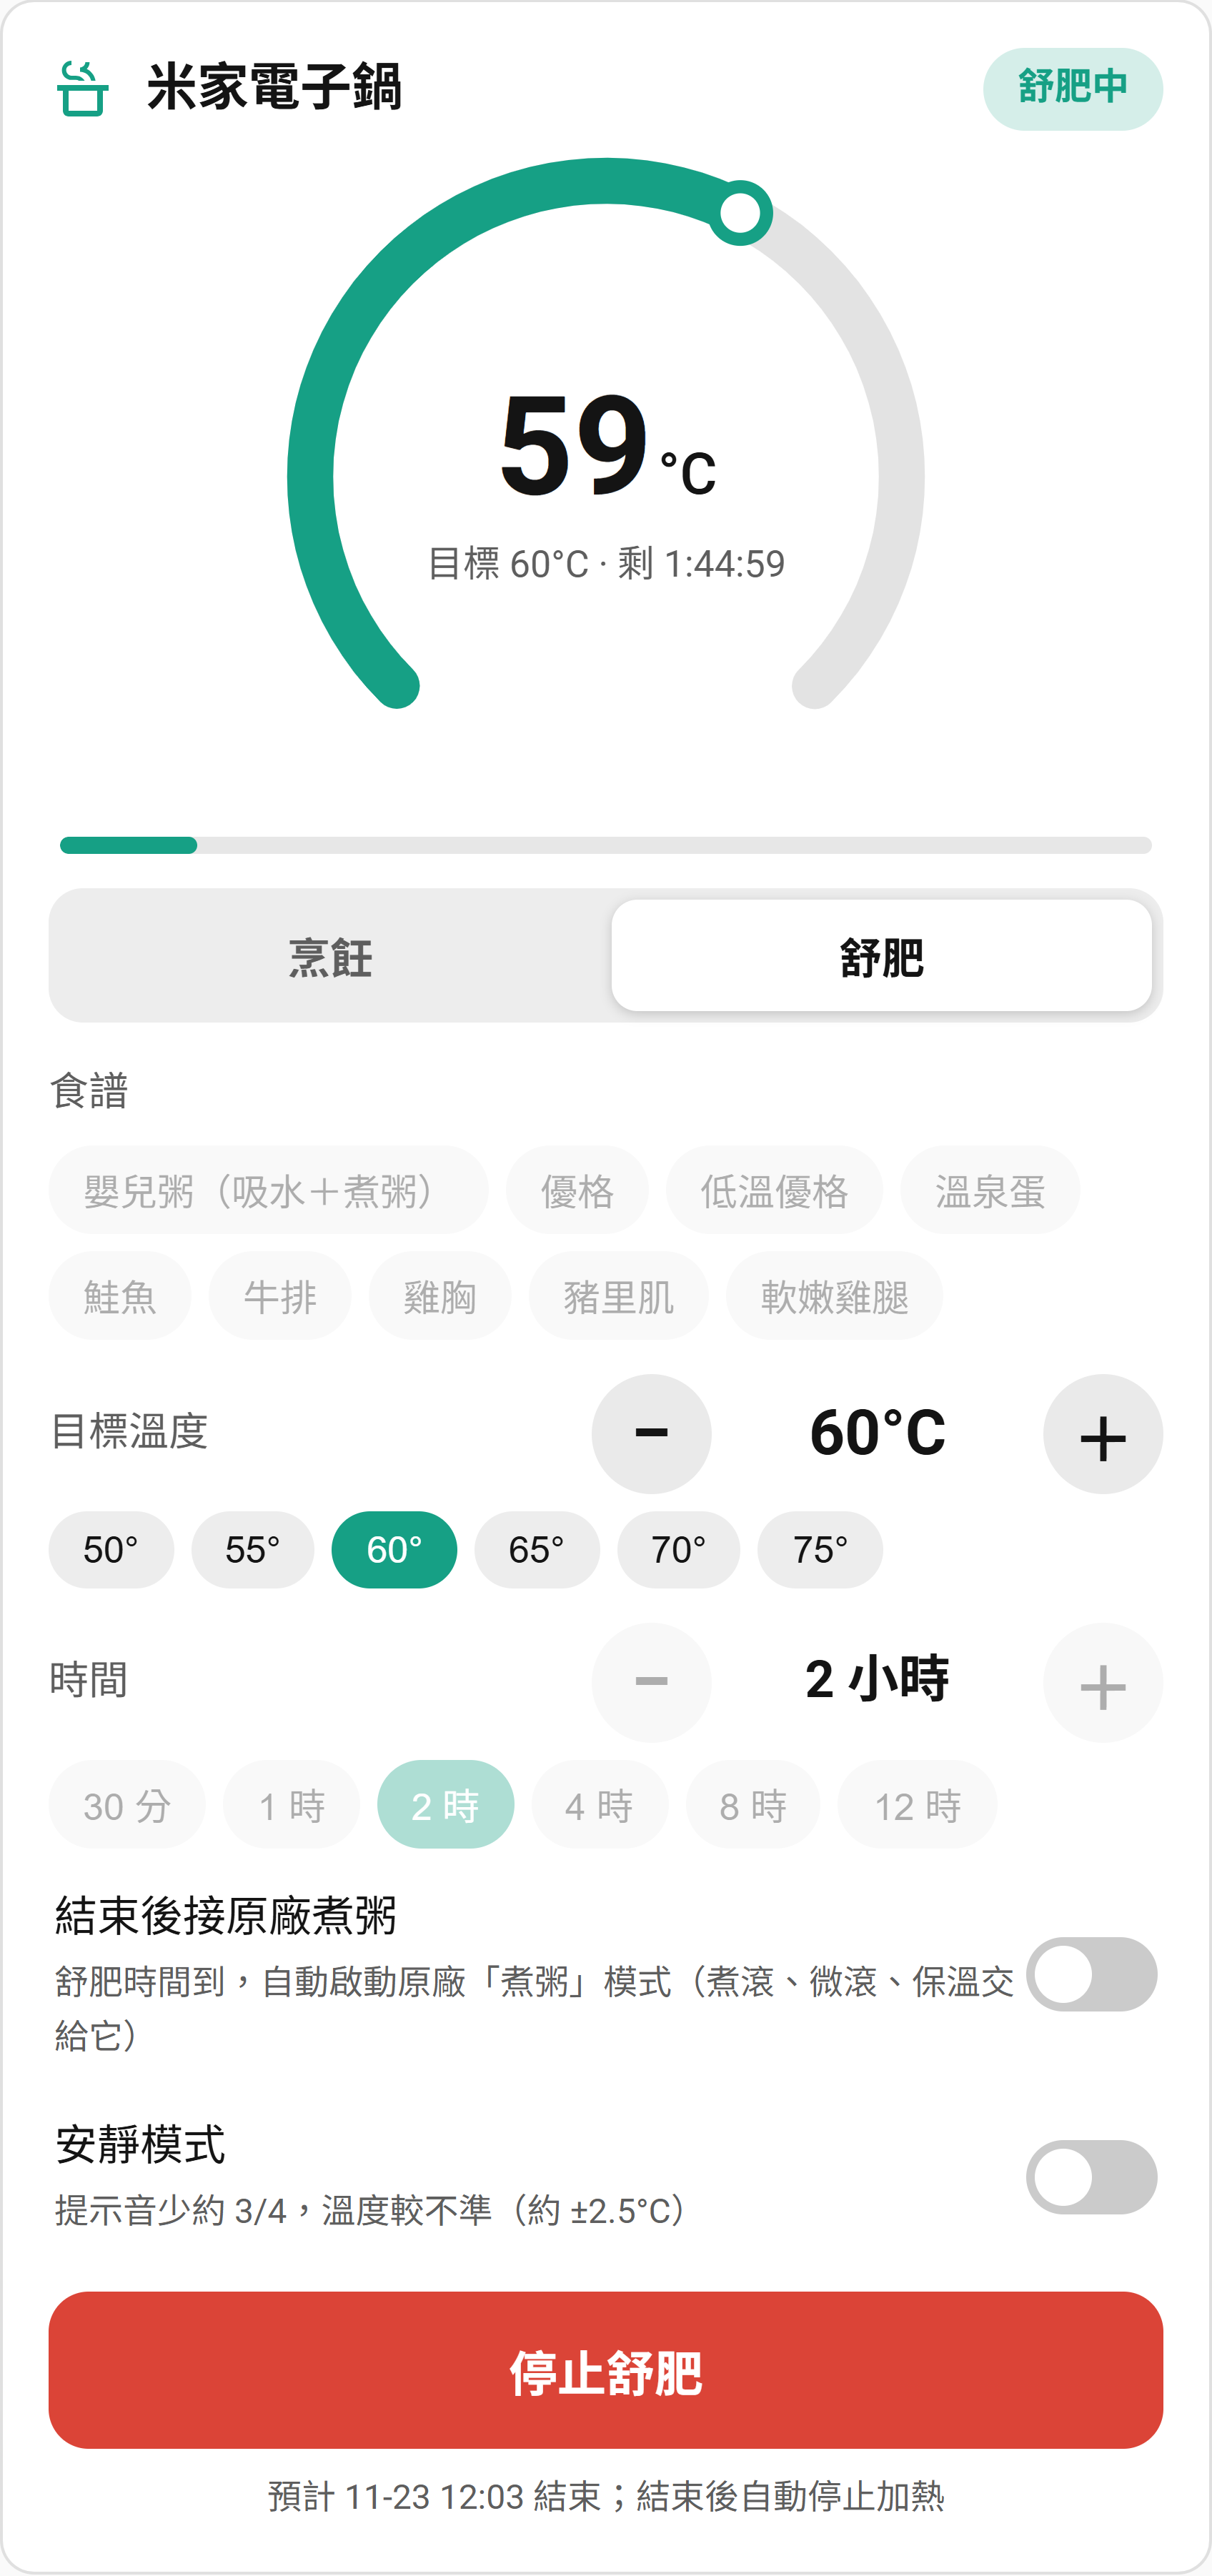 米家電子鍋
舒肥中
59 °C
目標 60°C · 剩 1:44:59
烹飪
舒肥
食譜
嬰兒粥（吸水＋煮粥）
優格
低溫優格
溫泉蛋
鮭魚
牛排
雞胸
豬里肌
軟嫩雞腿
目標溫度
−
60°C
+
50°
55°
60°
65°
70°
75°
時間
−
2 小時
+
30 分
1 時
2 時
4 時
8 時
12 時
結束後接原廠煮粥
舒肥時間到，自動啟動原廠「煮粥」模式（煮滾、微滾、保溫交
給它）
安靜模式
提示音少約 3/4，溫度較不準（約 ±2.5°C）
停止舒肥
預計 11-23 12:03 結束；結束後自動停止加熱